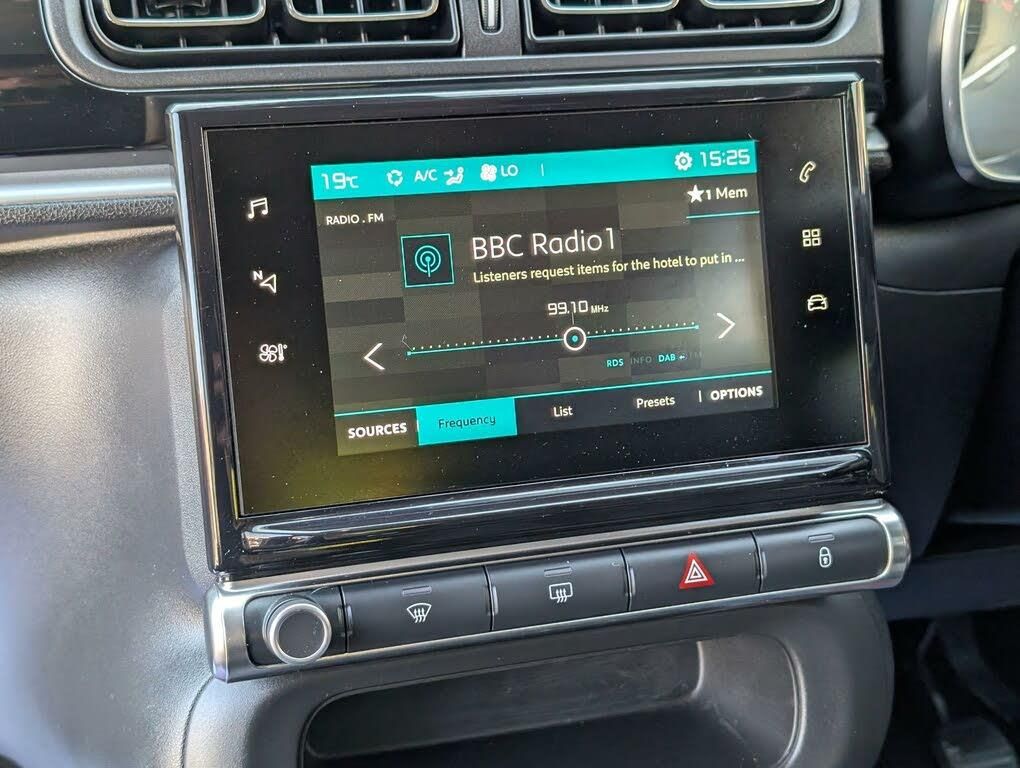 19°C A/C LO 15:25
1 Mem
RADIO . FM
BBC Radio1
Listeners request items for the hotel to put in ...
99.10 MHz
RDS INFO DAB FM
SOURCES Frequency List Presets OPTIONS
N